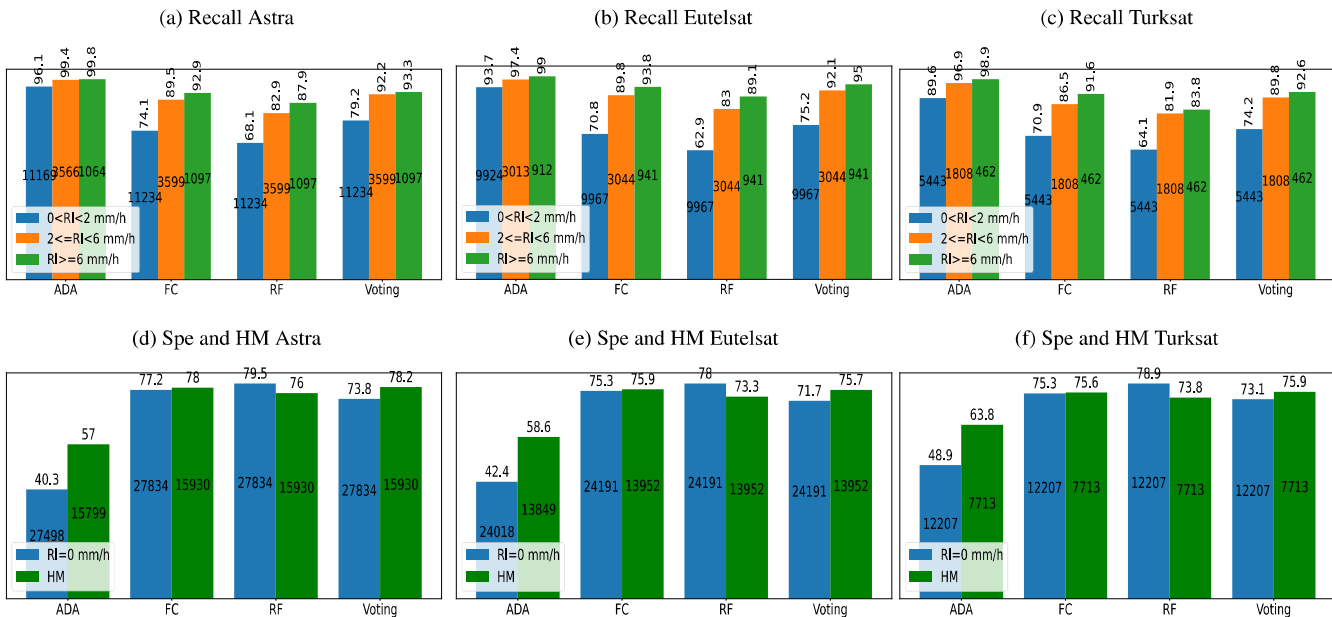 (a) Recall Astra
96.1 99.4 99.8 74.1 89.5 92.9 68.1 82.9 87.9 79.2 92.2 93.3
11169 3566 1064 11234 3599 1097 11234 3599 1097 11234 3599 1097
0<RI<2 mm/h
2<=RI<6 mm/h
RI>=6 mm/h
ADA FC RF Voting
(b) Recall Eutelsat
93.7 97.4 99 70.8 89.8 93.8 62.9 83 89.1 75.2 92.1 95
9924 3013 912 9967 3044 941 9967 3044 941 9967 3044 941
0<RI<2 mm/h
2<=RI<6 mm/h
RI>=6 mm/h
ADA FC RF Voting
(c) Recall Turksat
89.6 96.9 98.9 70.9 86.5 91.6 64.1 81.9 83.8 74.2 89.8 92.6
5443 1808 462 5443 1808 462 5443 1808 462 5443 1808 462
0<RI<2 mm/h
2<=RI<6 mm/h
RI>=6 mm/h
ADA FC RF Voting
(d) Spe and HM Astra
40.3 57 77.2 78 79.5 76 73.8 78.2
27498 15799 27834 15930 27834 15930 27834 15930
RI=0 mm/h
HM
ADA FC RF Voting
(e) Spe and HM Eutelsat
42.4 58.6 75.3 75.9 78 73.3 71.7 75.7
24018 13849 24191 13952 24191 13952 24191 13952
RI=0 mm/h
HM
ADA FC RF Voting
(f) Spe and HM Turksat
48.9 63.8 75.3 75.6 78.9 73.8 73.1 75.9
12207 7713 12207 7713 12207 7713 12207 7713
RI=0 mm/h
HM
ADA FC RF Voting